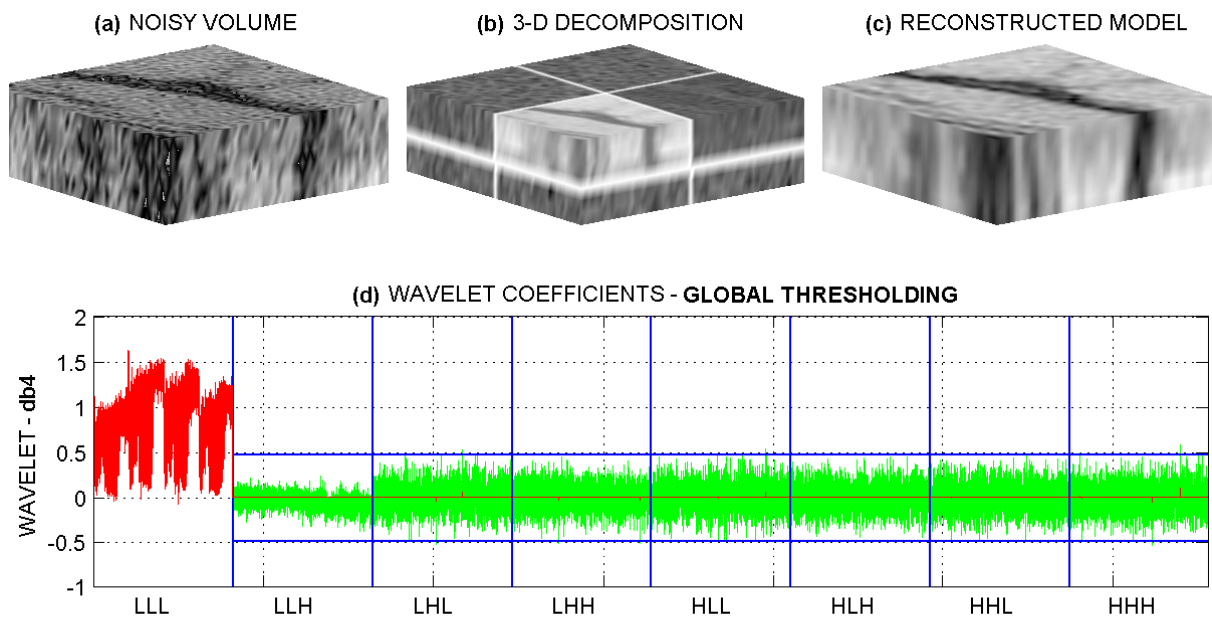 (a) NOISY VOLUME
(b) 3-D DECOMPOSITION
(c) RECONSTRUCTED MODEL
(d) WAVELET COEFFICIENTS - GLOBAL THRESHOLDING
WAVELET - db4
2
1.5
1
0.5
0
-0.5
-1
LLL LLH LHL LHH HLL HLH HHL HHH